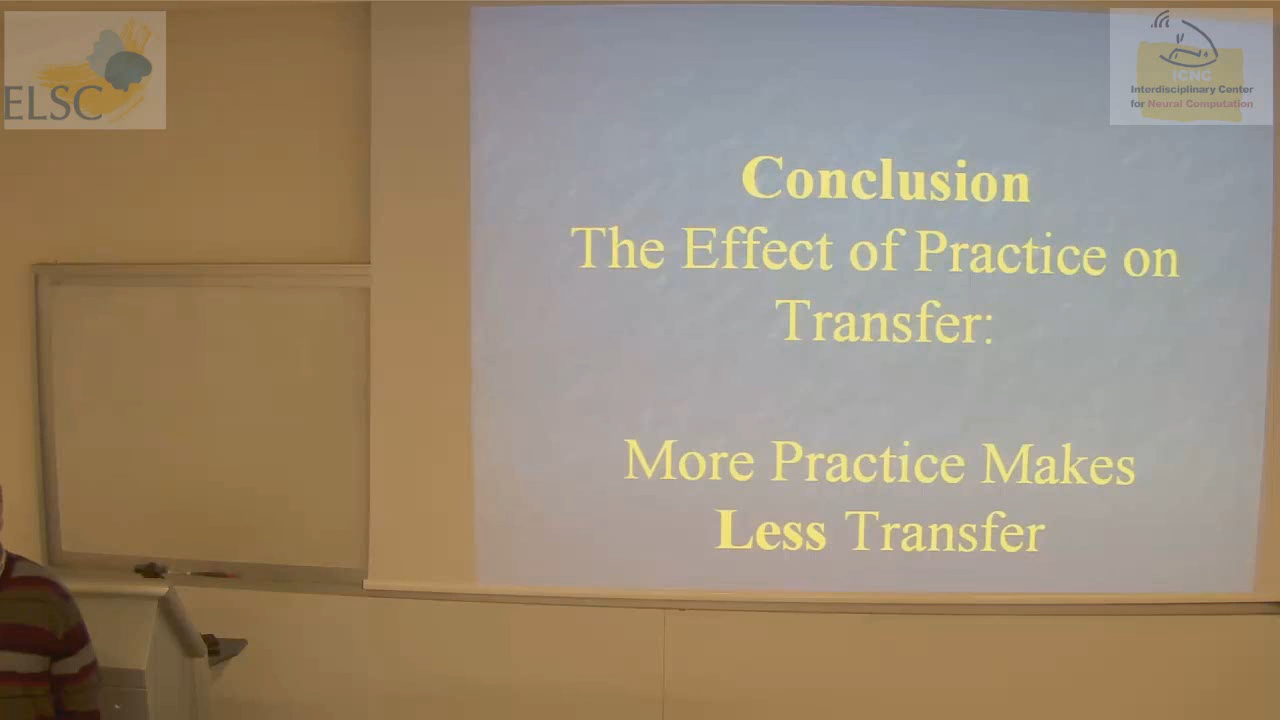 ELSC
ICNC
Interdisciplinary Center
for Neural Computation
Conclusion
The Effect of Practice on
Transfer:
More Practice Makes
Less Transfer